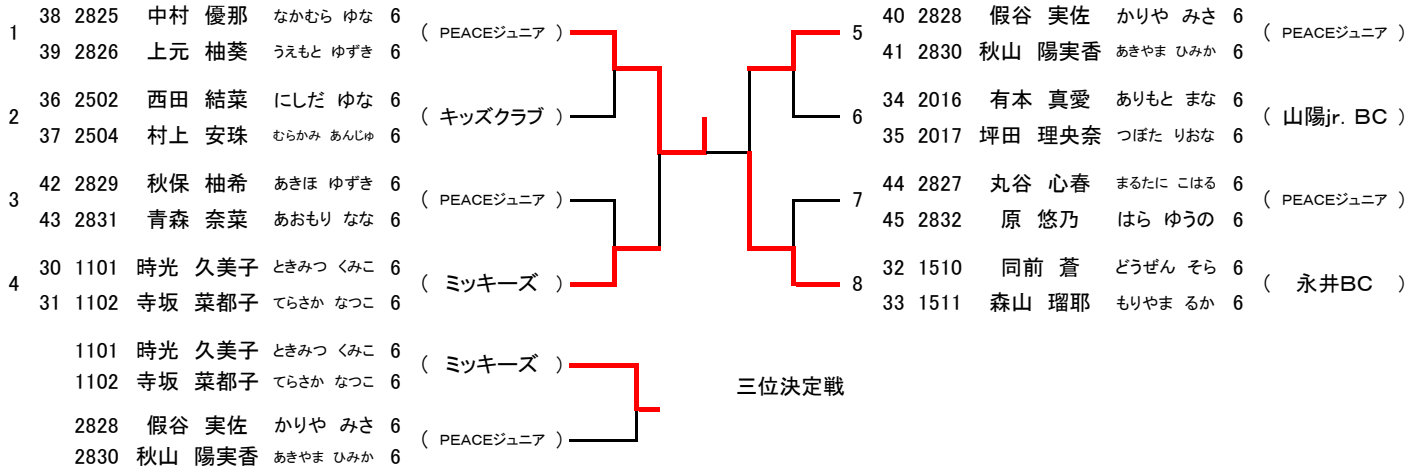 1 38 2825 中村 優那 なかむら ゆな 6 ( PEACEジュニア )
39 2826 上元 柚葵 うえもと ゆずき 6
2 36 2502 西田 結菜 にしだ ゆな 6 ( キッズクラブ )
37 2504 村上 安珠 むらかみ あんじゅ 6
3 42 2829 秋保 柚希 あきほ ゆずき 6 ( PEACEジュニア )
43 2831 青森 奈菜 あおもり なな 6
4 30 1101 時光 久美子 ときみつ くみこ 6 ( ミッキーズ )
31 1102 寺坂 菜都子 てらさか なつこ 6
5 40 2828 假谷 実佐 かりや みさ 6 ( PEACEジュニア )
41 2830 秋山 陽実香 あきやま ひみか 6
6 34 2016 有本 真愛 ありもと まな 6 ( 山陽jr. BC )
35 2017 坪田 理央奈 つぼた りおな 6
7 44 2827 丸谷 心春 まるたに こはる 6 ( PEACEジュニア )
45 2832 原 悠乃 はら ゆうの 6
8 32 1510 同前 蒼 どうぜん そら 6 ( 永井BC )
33 1511 森山 瑠耶 もりやま るか 6
1101 時光 久美子 ときみつ くみこ 6 ( ミッキーズ )
1102 寺坂 菜都子 てらさか なつこ 6
三位決定戦
2828 假谷 実佐 かりや みさ 6 ( PEACEジュニア )
2830 秋山 陽実香 あきやま ひみか 6